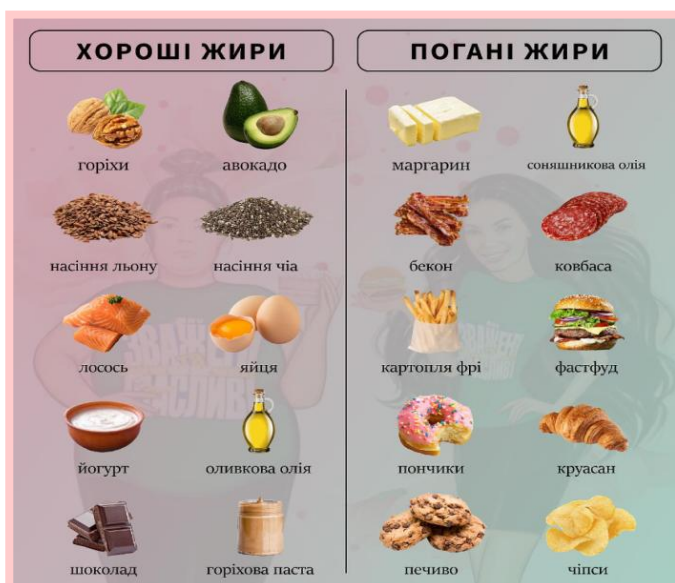 ХОРОШІ ЖИРИ
ПОГАНІ ЖИРИ
горіхи
авокадо
маргарин
соняшникова олія
насіння льону
насіння чіа
бекон
ковбаса
лосось
яйця
картопля фрі
фастфуд
йогурт
оливкова олія
пончики
круасан
шоколад
горіхова паста
печиво
чіпси